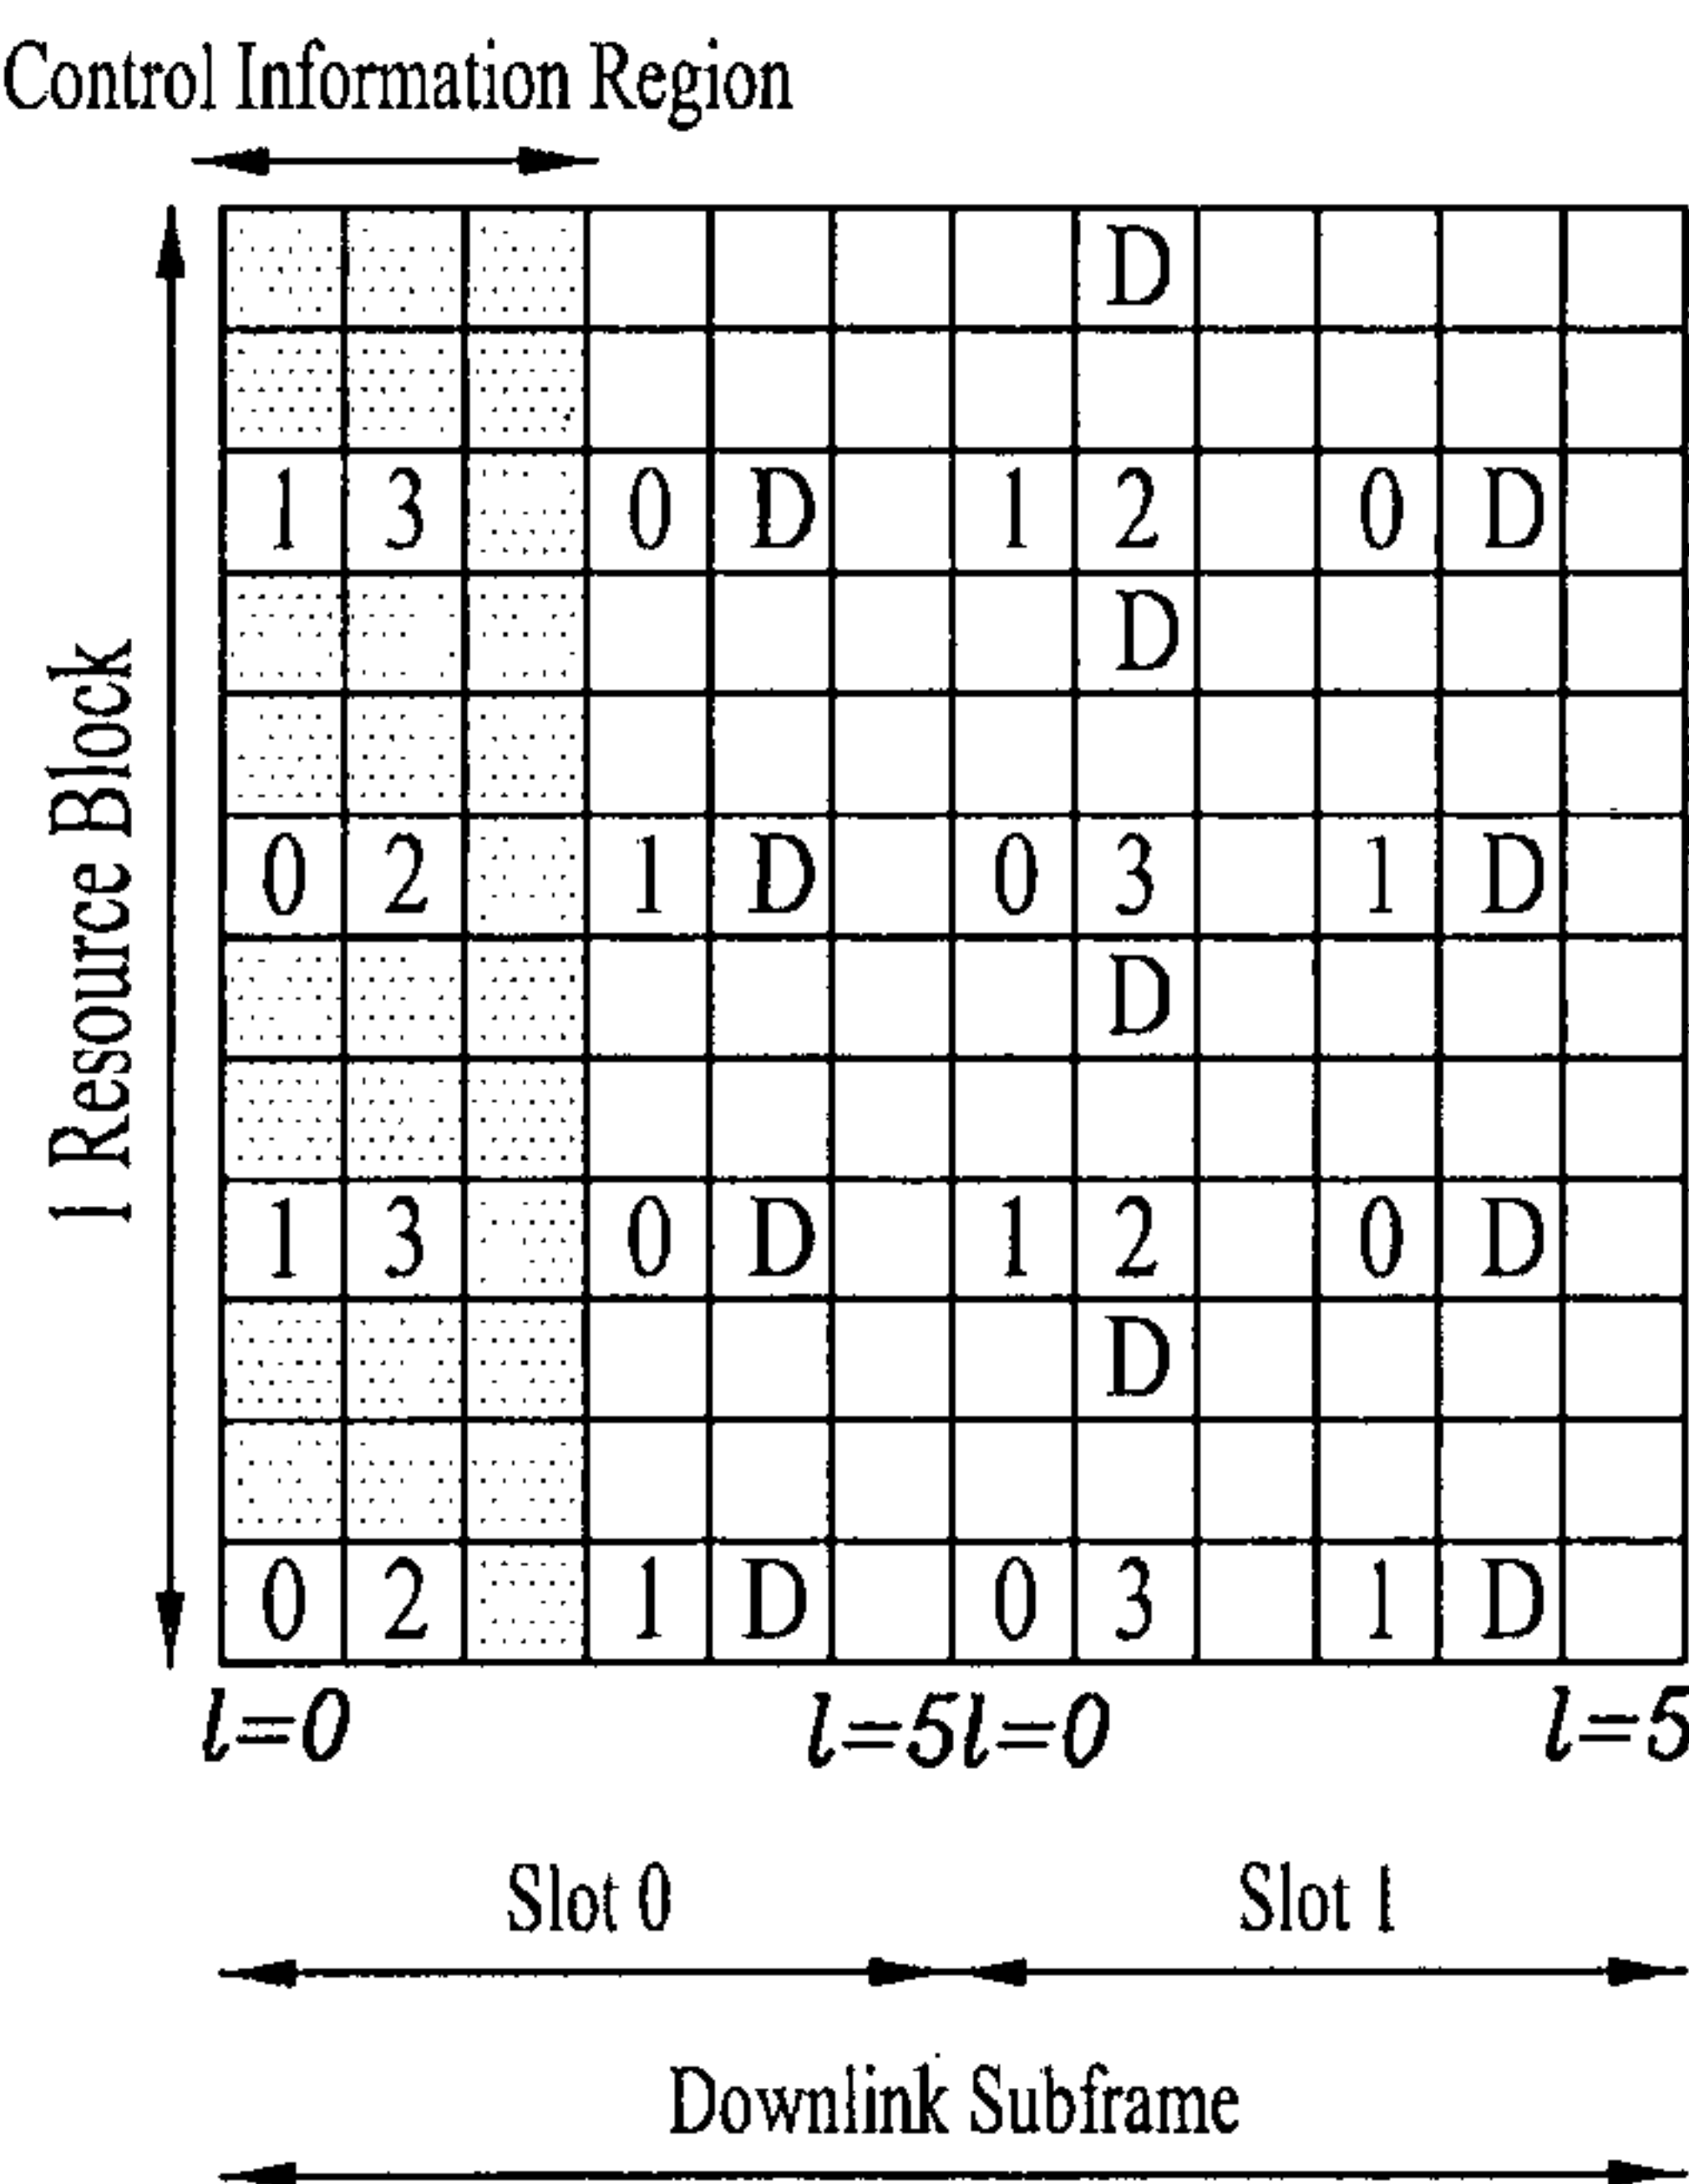 Control Information Region
1 Resource Block
D
1 3 0 D 1 2 0 D
D
0 2 1 D 0 3 1 D
D
1 3 0 D 1 2 0 D
D
0 2 1 D 0 3 1 D
l=0 l=5 l=0 l=5
Slot 0 Slot 1
Downlink Subframe